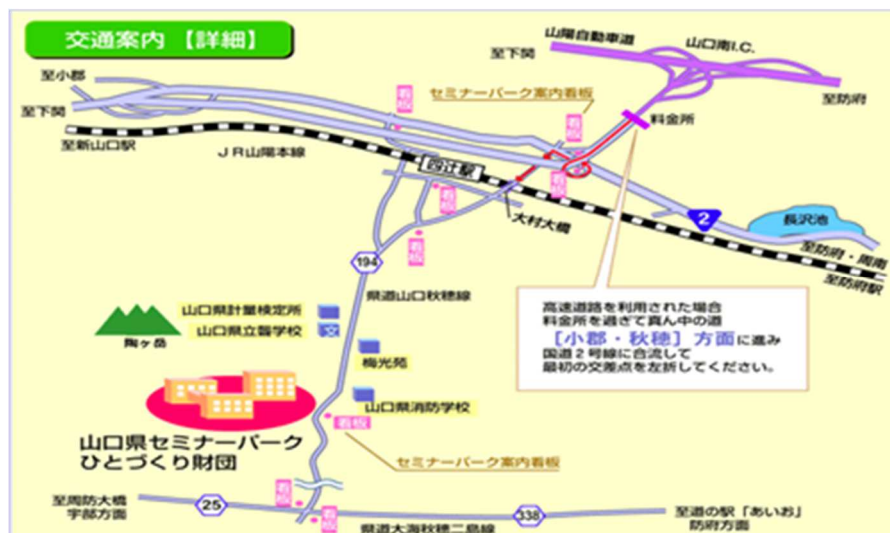 交通案内 【詳細】
山陽自動車道
山口南I.C.
至下関
至防府
至小郡
至下関
看板
セミナーパーク案内看板
看板
料金所
至新山口駅
JR山陽本線
四辻駅
看板
看板
大村大橋
2
長沢池
至防府・周南
至防府駅
看板
194
県道山口秋穂線
高速道路を利用された場合
料金所を過ぎて真ん中の道
[小郡・秋穂]方面に進み
国道2号線に合流して
最初の交差点を左折してください。
山口県計量検定所
山口県立聾学校
文
陶ヶ岳
梅光苑
山口県消防学校
看板
山口県セミナーパーク
ひとづくり財団
セミナーパーク案内看板
至周防大橋
宇部方面
25
看板
看板
338
県道大海秋穂二島線
至道の駅「あいお」
防府方面